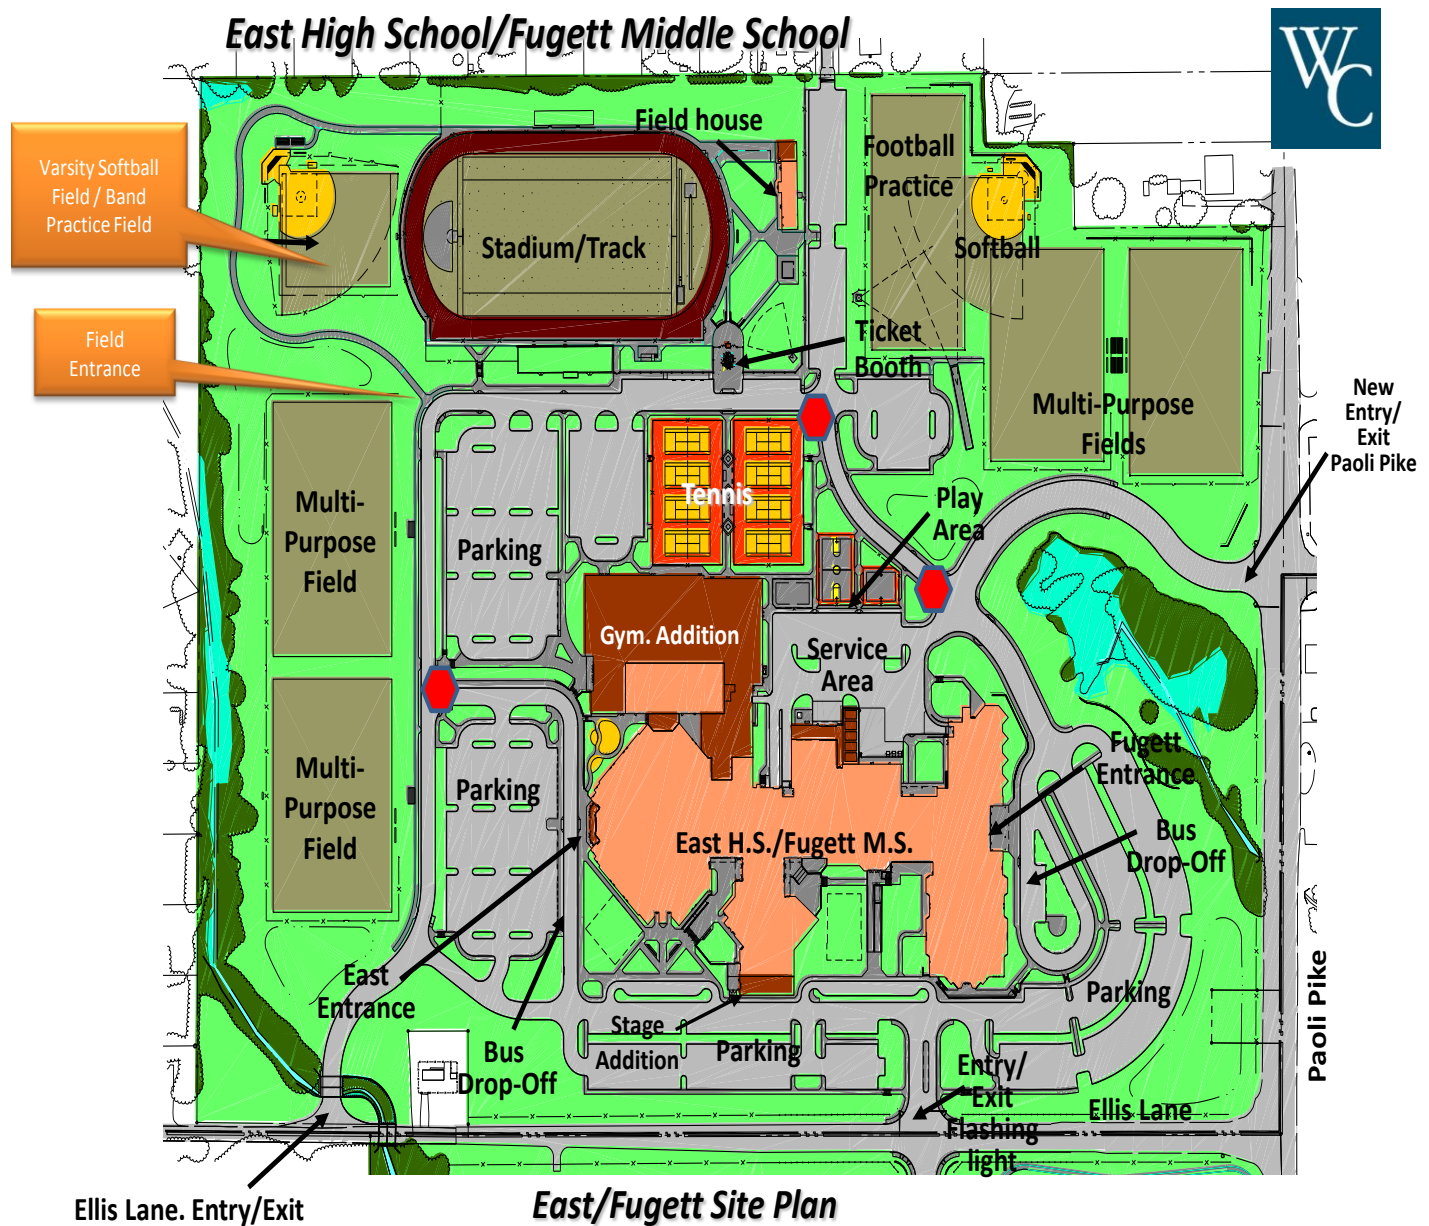 East High School/Fugett Middle School
WC
Field house
Football
Practice
Varsity Softball
Field / Band
Practice Field
Stadium/Track
Softball
Field
Entrance
Ticket
Booth
Multi-Purpose
Fields
New
Entry/
Exit
Paoli Pike
Multi-
Purpose
Field
Parking
Tennis
Play
Area
Gym. Addition
Service
Area
Multi-
Purpose
Field
Parking
Fugett
Entrance
East H.S./Fugett M.S.
Bus
Drop-Off
East
Entrance
Bus
Drop-Off
Stage
Addition
Parking
Parking
Entry/
Exit
Flashing
light
Ellis Lane
Paoli Pike
Ellis Lane. Entry/Exit
East/Fugett Site Plan